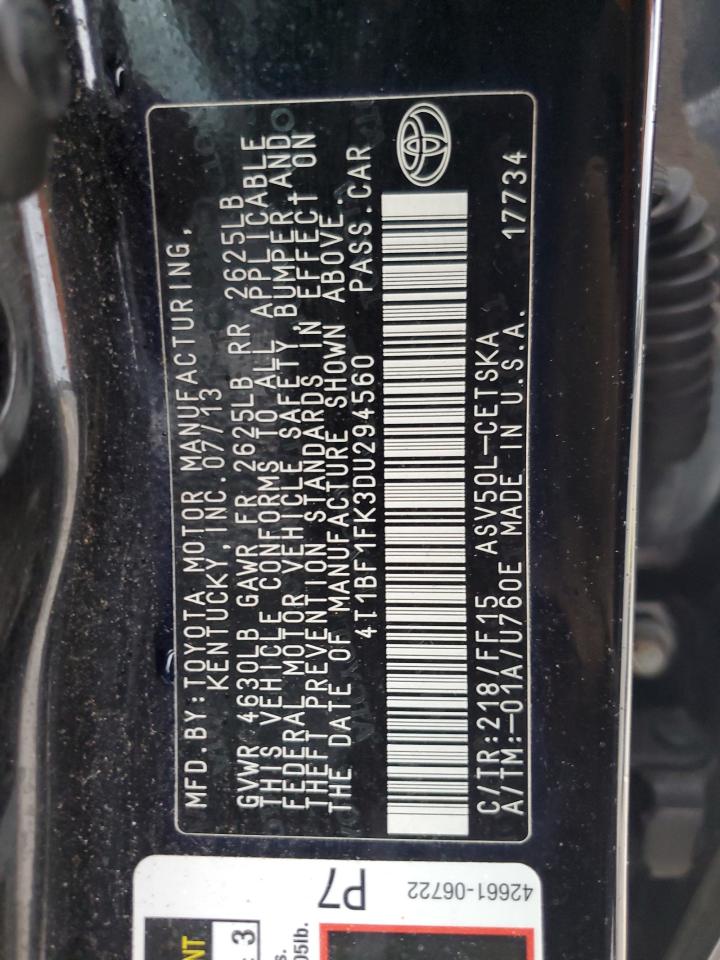 MFD.BY:TOYOTA MOTOR MANUFACTURING,
KENTUCKY, INC.07/13
GVWR 4630LB GAWR FR 2625LB RR 2625LB
THIS VEHICLE CONFORMS TO ALL APPLICABLE
FEDERAL MOTOR VEHICLE SAFETY, BUMPER, AND
THEFT PREVENTION STANDARDS IN EFFECT ON
THE DATE OF MANUFACTURE SHOWN ABOVE.
4T1BF1FK3DU294560 PASS.CAR
C/TR:218/FF15 ASV50L-CETSKA
A/TM:-01A/U760E MADE IN U.S.A. 17734
P7
42661-06722
3